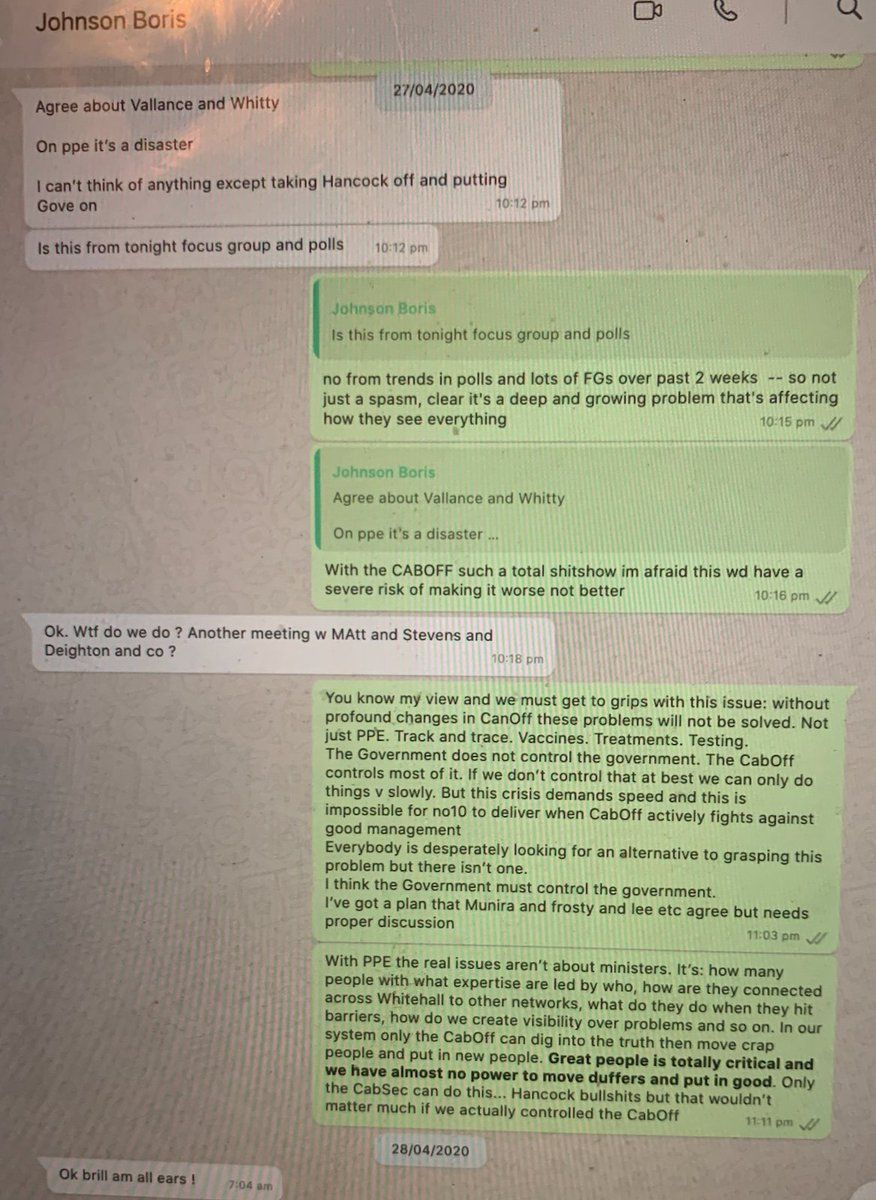 Johnson Boris
27/04/2020
Agree about Vallance and Whitty
On ppe it's a disaster
I can't think of anything except taking Hancock off and putting
Gove on
10:12 pm
Is this from tonight focus group and polls
10:12 pm
Johnson Boris
Is this from tonight focus group and polls
no from trends in polls and lots of FGs over past 2 weeks -- so not
just a spasm, clear it's a deep and growing problem that's affecting
how they see everything
10:15 pm
Johnson Boris
Agree about Vallance and Whitty
On ppe it's a disaster ...
With the CABOFF such a total shitshow im afraid this wd have a
severe risk of making it worse not better
10:16 pm
Ok. Wtf do we do ? Another meeting w MAtt and Stevens and
Deighton and co ?
10:18 pm
You know my view and we must get to grips with this issue: without
profound changes in CanOff these problems will not be solved. Not
just PPE. Track and trace. Vaccines. Treatments. Testing.
The Government does not control the government. The CabOff
controls most of it. If we don't control that at best we can only do
things v slowly. But this crisis demands speed and this is
impossible for no10 to deliver when CabOff actively fights against
good management
Everybody is desperately looking for an alternative to grasping this
problem but there isn't one.
I think the Government must control the government.
I've got a plan that Munira and frosty and lee etc agree but needs
proper discussion
11:03 pm
With PPE the real issues aren't about ministers. It's: how many
people with what expertise are led by who, how are they connected
across Whitehall to other networks, what do they do when they hit
barriers, how do we create visibility over problems and so on. In our
system only the CabOff can dig into the truth then move crap
people and put in new people. Great people is totally critical and
we have almost no power to move duffers and put in good. Only
the CabSec can do this... Hancock bullshits but that wouldn't
matter much if we actually controlled the CabOff
11:11 pm
28/04/2020
Ok brill am all ears !
7:04 am